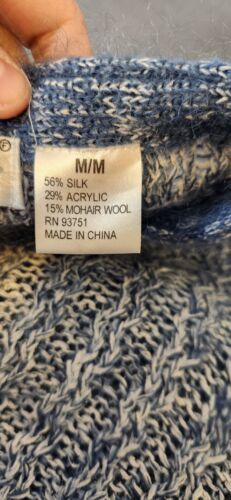 ®
M/M
56% SILK
29% ACRYLIC
15% MOHAIR WOOL
RN 93751
MADE IN CHINA